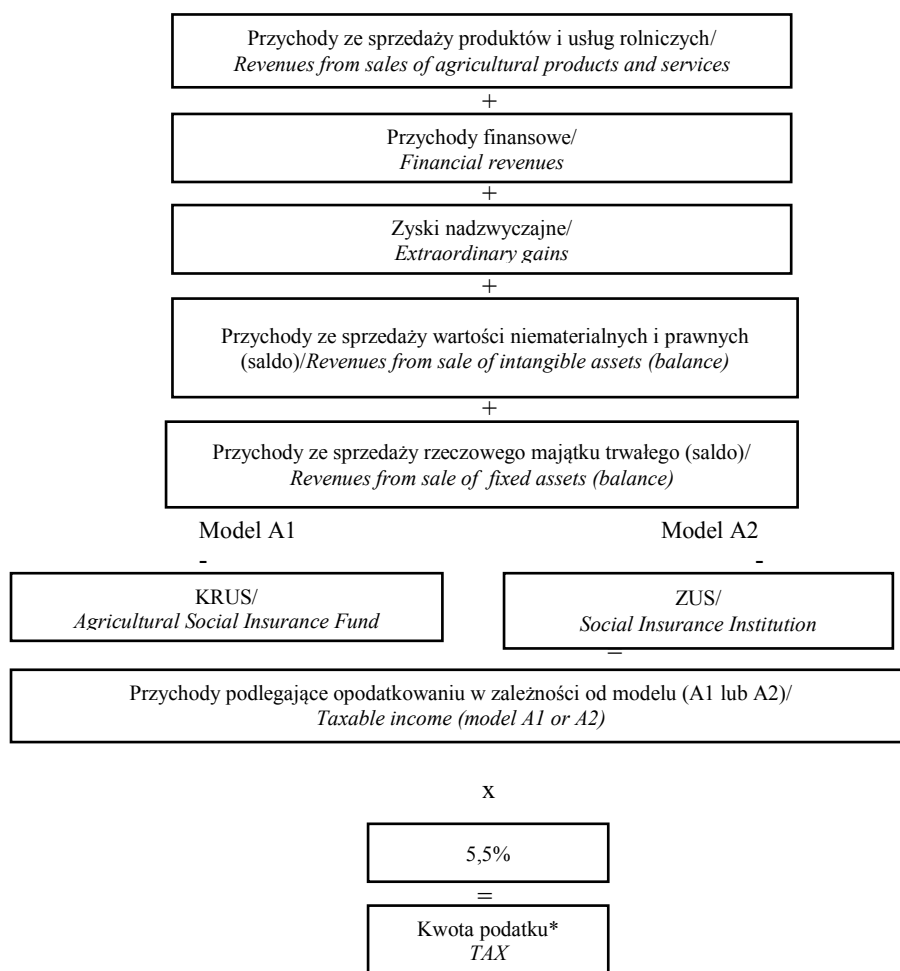 Przychody ze sprzedaży produktów i usług rolniczych/
Revenues from sales of agricultural products and services
+
Przychody finansowe/
Financial revenues
+
Zyski nadzwyczajne/
Extraordinary gains
+
Przychody ze sprzedaży wartości niematerialnych i prawnych
(saldo)/Revenues from sale of intangible assets (balance)
+
Przychody ze sprzedaży rzeczowego majątku trwałego (saldo)/
Revenues from sale of fixed assets (balance)
Model A1
-
KRUS/
Agricultural Social Insurance Fund
Model A2
-
ZUS/
Social Insurance Institution
=
Przychody podlegające opodatkowaniu w zależności od modelu (A1 lub A2)/
Taxable income (model A1 or A2)
x
5,5%
=
Kwota podatku*
TAX